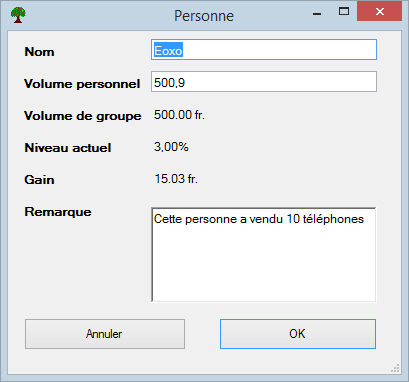 Personne
Nom Eoxo
Volume personnel 500,9
Volume de groupe 500.00 fr.
Niveau actuel 3,00%
Gain 15.03 fr.
Remarque
Cette personne a vendu 10 téléphones
Annuler OK